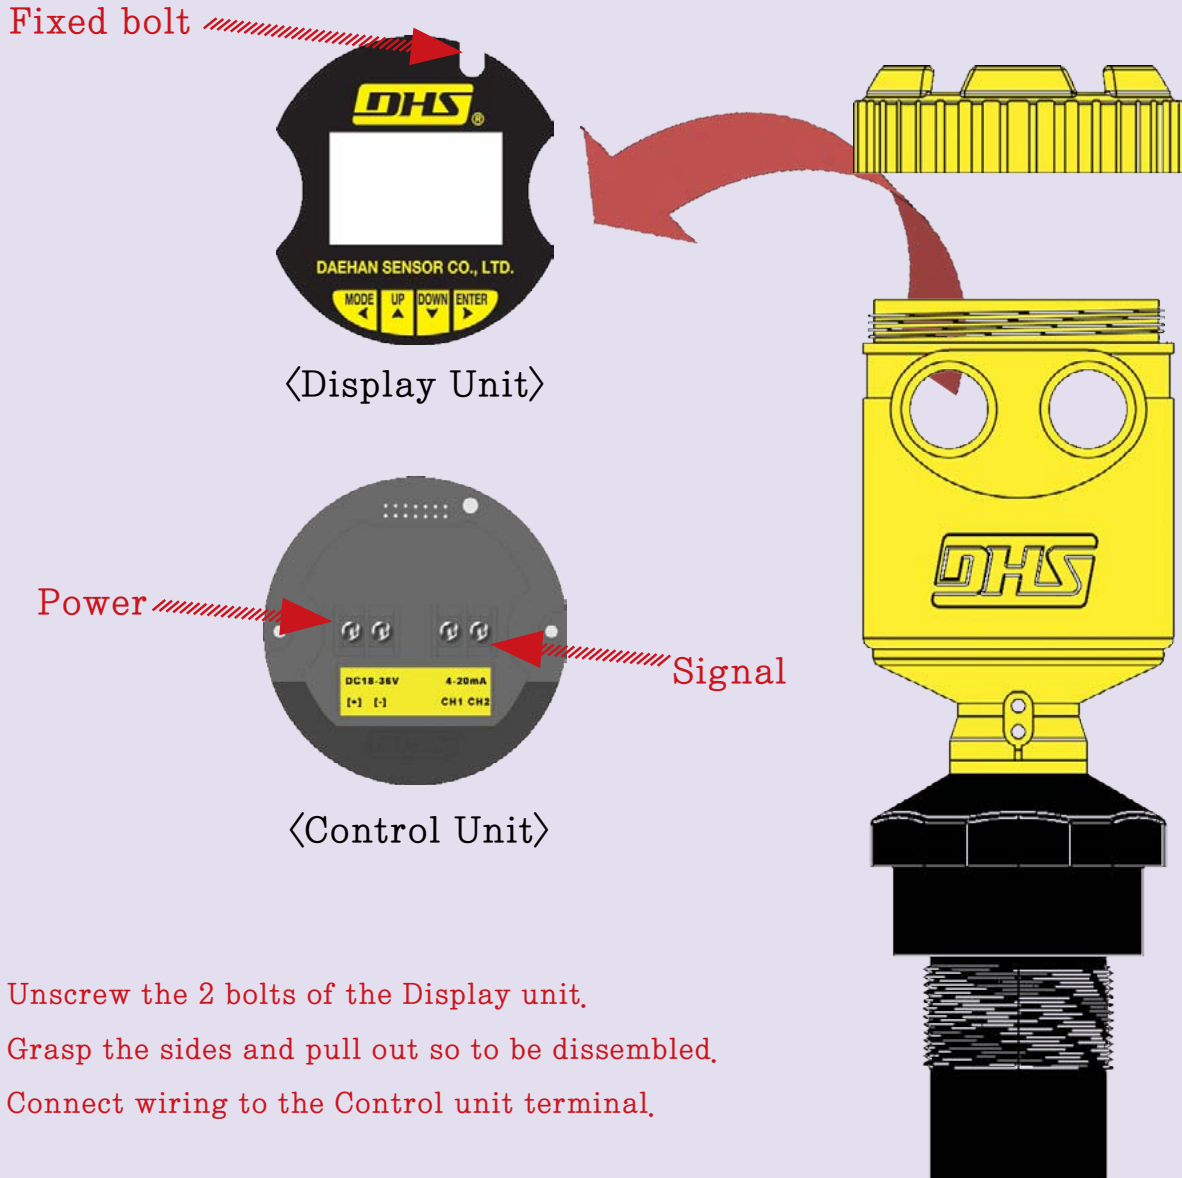 Fixed bolt
DHS®
DAEHAN SENSOR CO., LTD.
MODE UP DOWN ENTER
〈Display Unit〉
DHS
Power
Signal
DC18-36V 4-20mA
[+] [-] CH1 CH2
DHS
〈Control Unit〉
Unscrew the 2 bolts of the Display unit.
Grasp the sides and pull out so to be dissembled.
Connect wiring to the Control unit terminal.